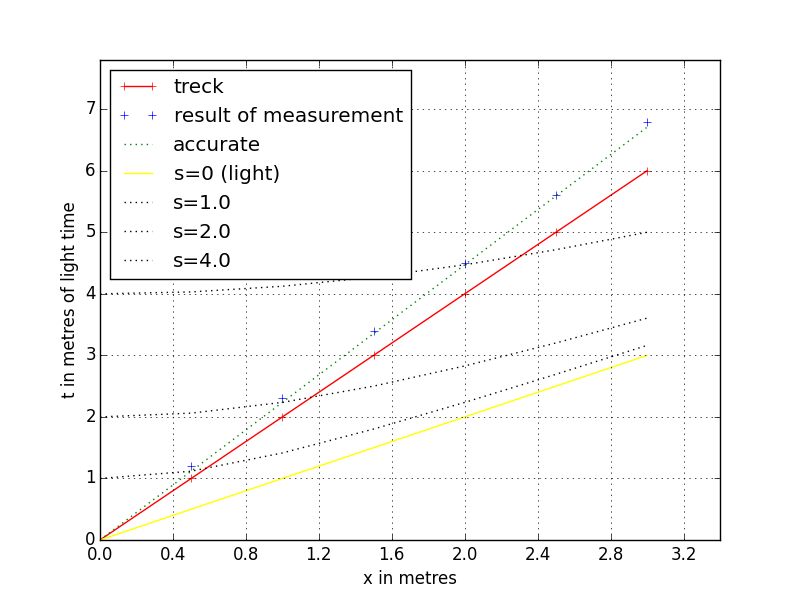 treck
result of measurement
accurate
s=0 (light)
s=1.0
s=2.0
s=4.0
7
6
5
4
3
2
1
0
t in metres of light time
0.0 0.4 0.8 1.2 1.6 2.0 2.4 2.8 3.2
x in metres